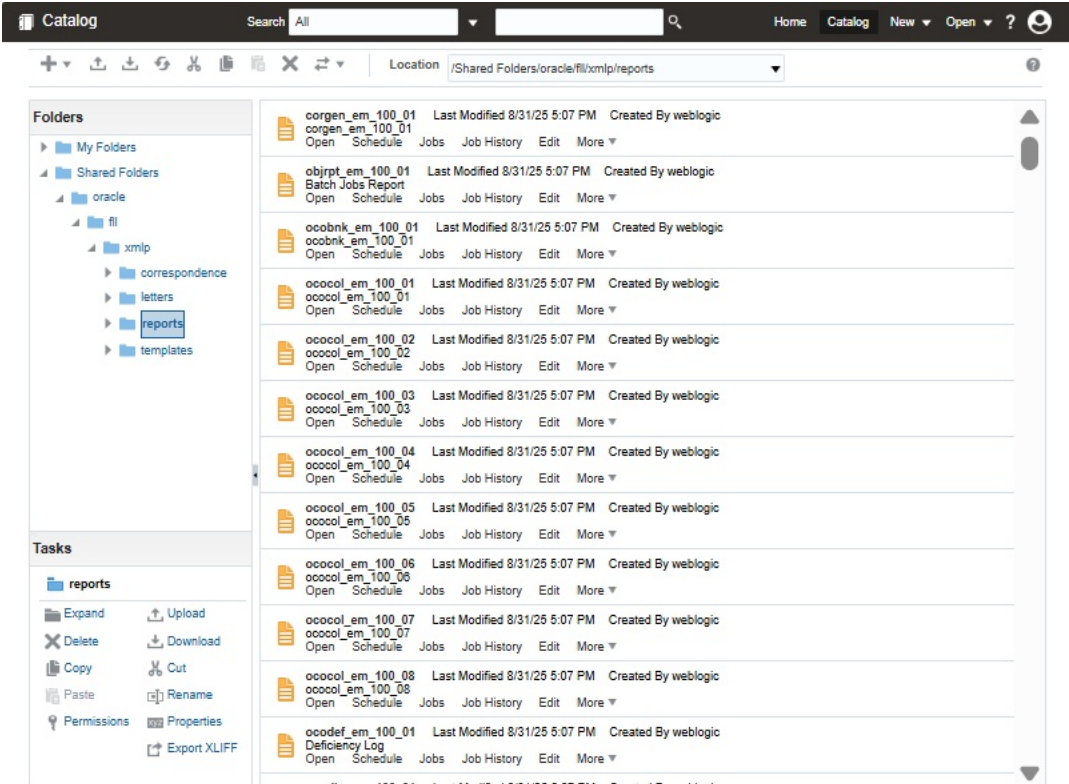 Catalog Search All Home Catalog New Open ?
Location /Shared Folders/oracle/fll/xmlp/reports
Folders
My Folders
Shared Folders
oracle
fll
xmlp
correspondence
letters
reports
templates
Tasks
reports
Expand Upload
Delete Download
Copy Cut
Paste Rename
Permissions Properties
Export XLIFF
corgen_em_100_01 Last Modified 8/31/25 5:07 PM Created By weblogic
corgen_em_100_01
Open Schedule Jobs Job History Edit More
objrpt_em_100_01 Last Modified 8/31/25 5:07 PM Created By weblogic
Batch Jobs Report
Open Schedule Jobs Job History Edit More
ocobnk_em_100_01 Last Modified 8/31/25 5:07 PM Created By weblogic
ocobnk_em_100_01
Open Schedule Jobs Job History Edit More
ococol_em_100_01 Last Modified 8/31/25 5:07 PM Created By weblogic
ococol_em_100_01
Open Schedule Jobs Job History Edit More
ococol_em_100_02 Last Modified 8/31/25 5:07 PM Created By weblogic
ococol_em_100_02
Open Schedule Jobs Job History Edit More
ococol_em_100_03 Last Modified 8/31/25 5:07 PM Created By weblogic
ococol_em_100_03
Open Schedule Jobs Job History Edit More
ococol_em_100_04 Last Modified 8/31/25 5:07 PM Created By weblogic
ococol_em_100_04
Open Schedule Jobs Job History Edit More
ococol_em_100_05 Last Modified 8/31/25 5:07 PM Created By weblogic
ococol_em_100_05
Open Schedule Jobs Job History Edit More
ococol_em_100_06 Last Modified 8/31/25 5:07 PM Created By weblogic
ococol_em_100_06
Open Schedule Jobs Job History Edit More
ococol_em_100_07 Last Modified 8/31/25 5:07 PM Created By weblogic
ococol_em_100_07
Open Schedule Jobs Job History Edit More
ococol_em_100_08 Last Modified 8/31/25 5:07 PM Created By weblogic
ococol_em_100_08
Open Schedule Jobs Job History Edit More
ocodef_em_100_01 Last Modified 8/31/25 5:07 PM Created By weblogic
Deficiency Log
Open Schedule Jobs Job History Edit More